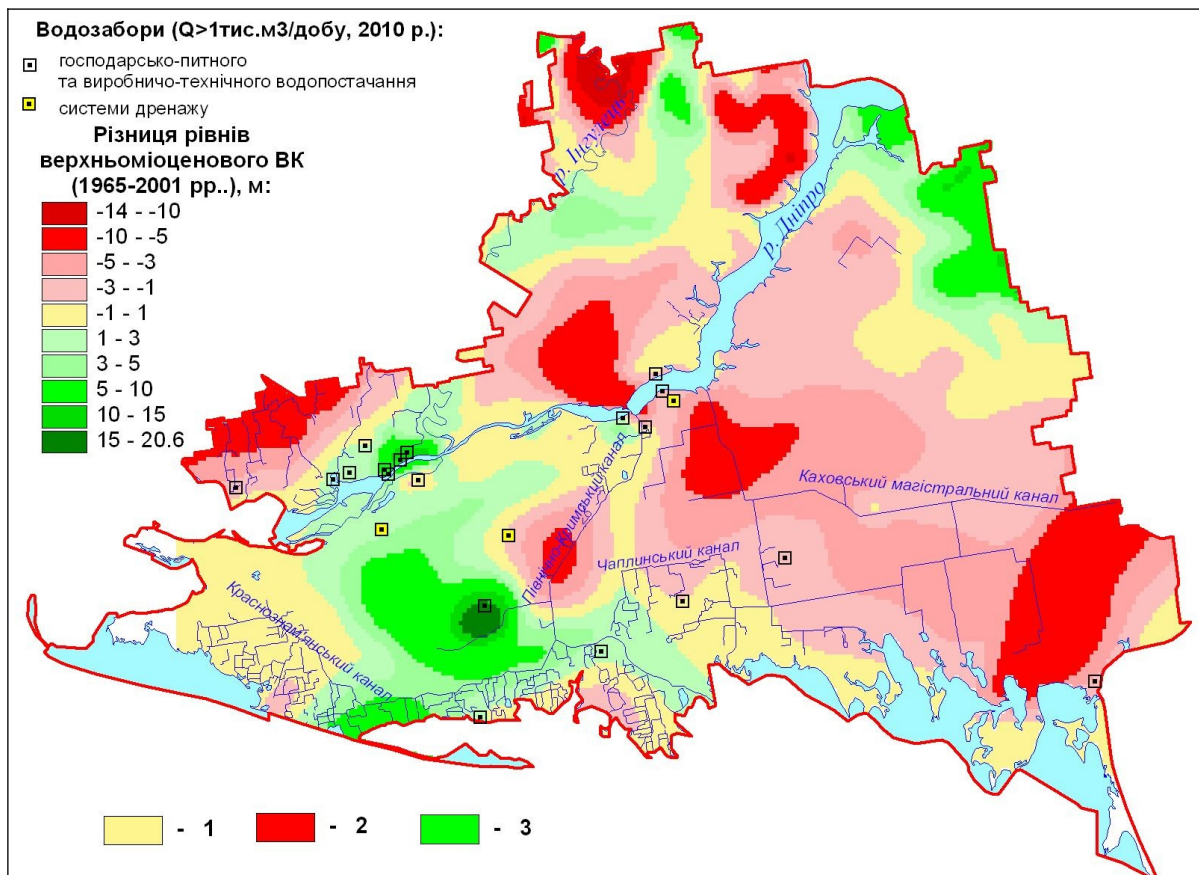 Водозабори (Q>1тис.м3/добу, 2010 р.):
господарсько-питного
та виробничо-технічного водопостачання
системи дренажу
Різниця рівнів
верхньоміоценового ВК
(1965-2001 рр..), м:
-14 - -10
-10 - -5
-5 - -3
-3 - -1
-1 - 1
1 - 3
3 - 5
5 - 10
10 - 15
15 - 20.6
р. Інгулець
р. Дніпро
Каховський магістральний канал
Північно-Кримський канал
Чаплинський канал
Краснознам'янський канал
- 1
- 2
- 3